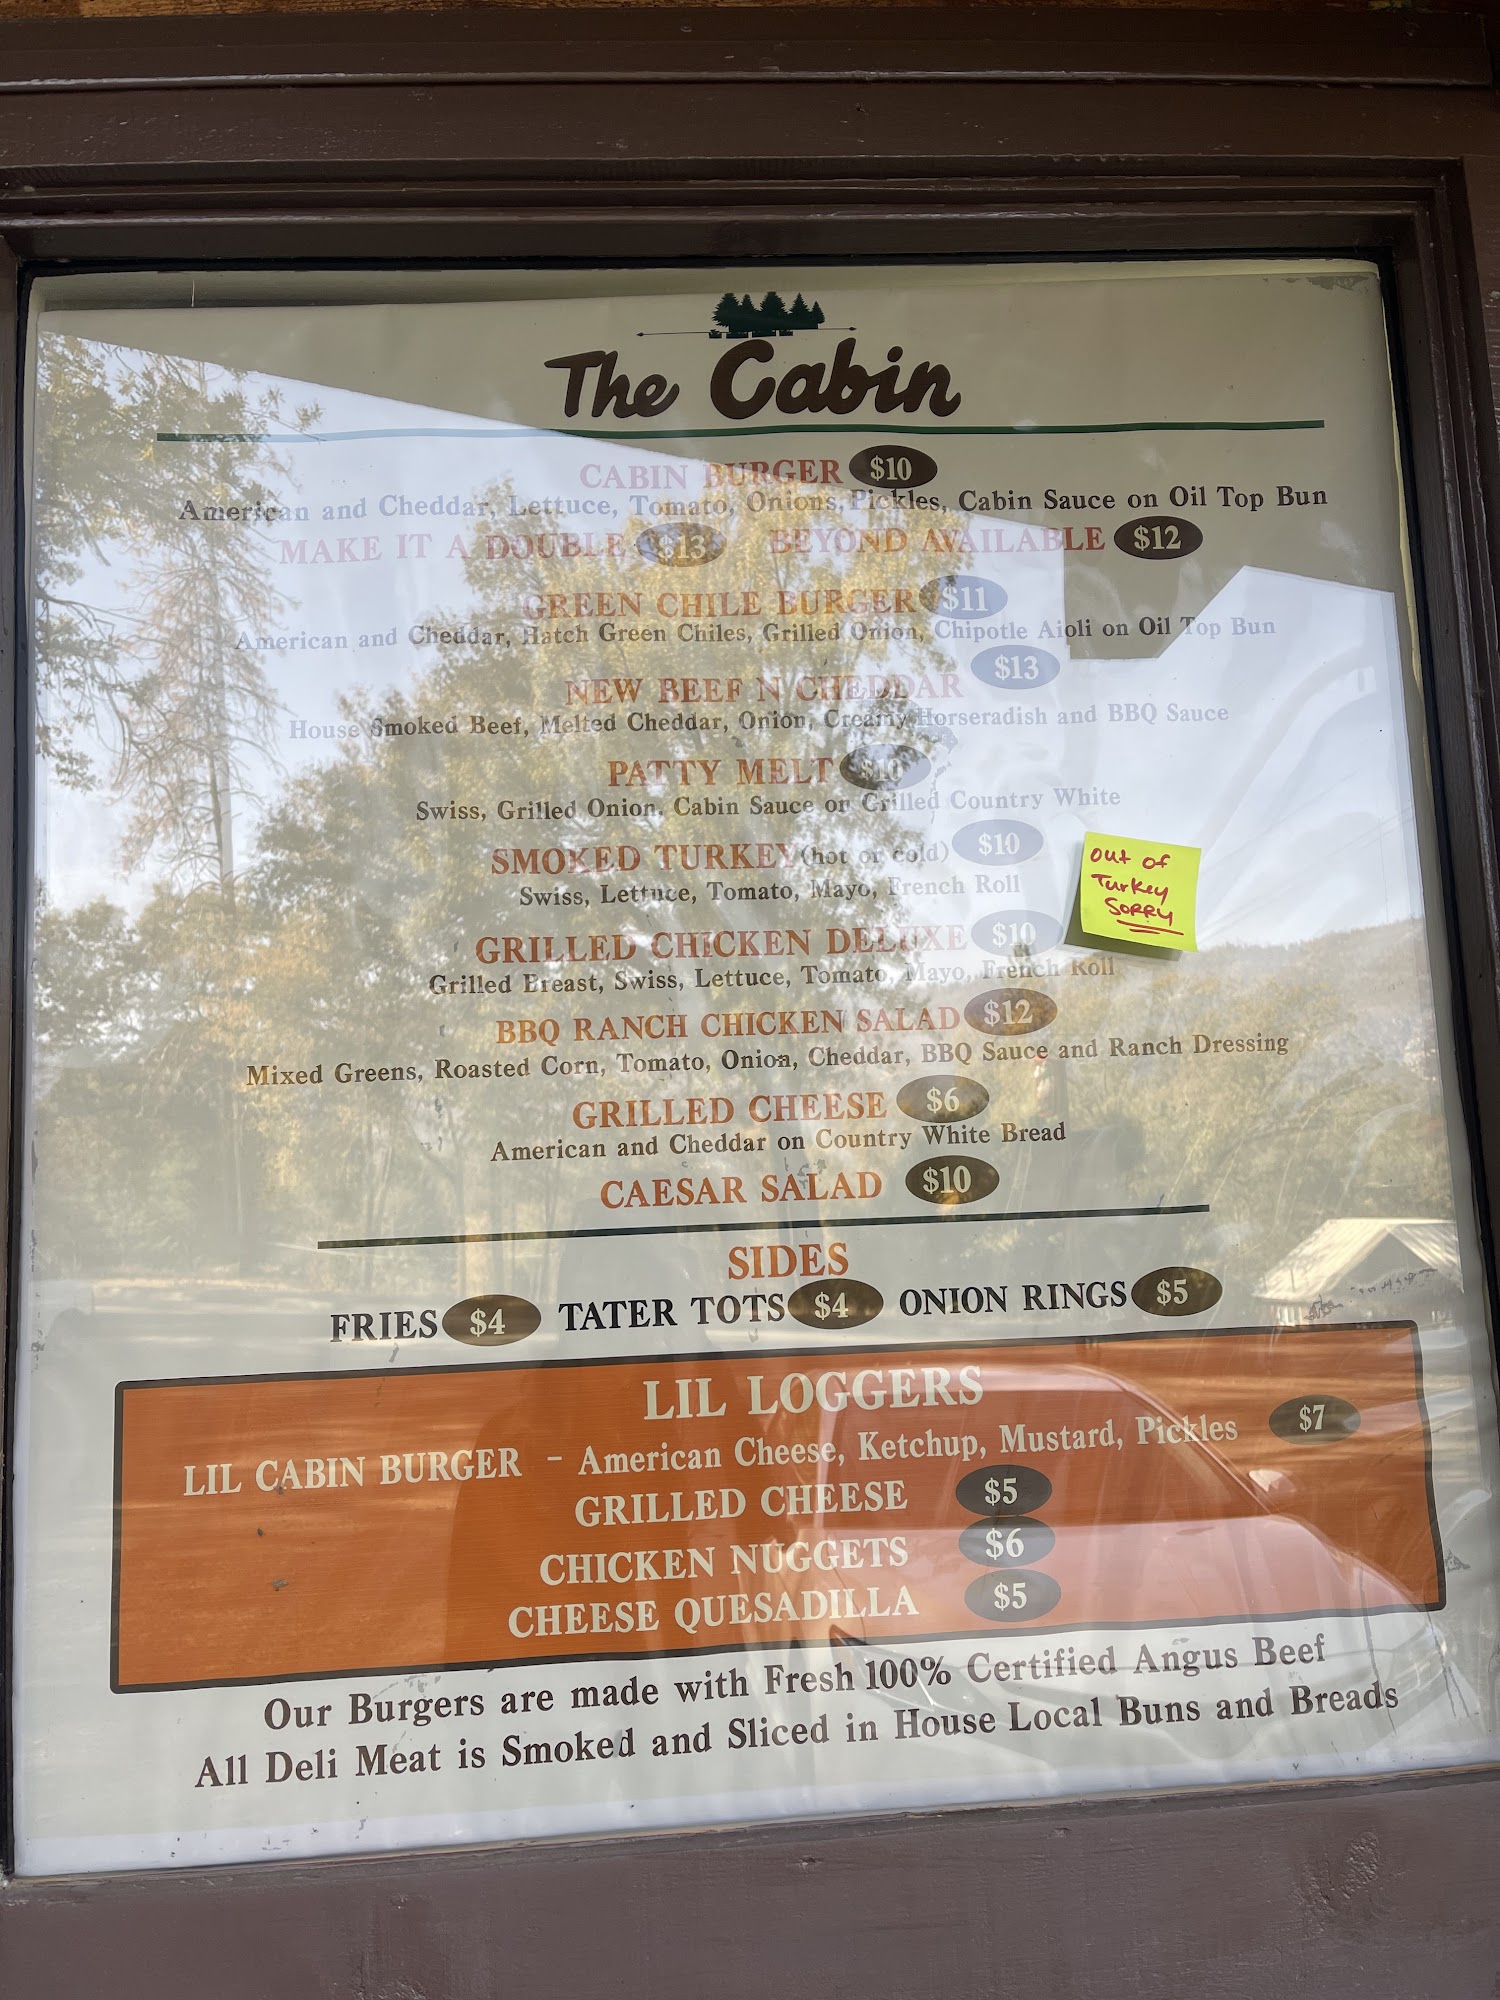 The Cabin
CABIN BURGER $10
American and Cheddar, Lettuce, Tomato, Onions, Pickles, Cabin Sauce on Oil Top Bun
MAKE IT A DOUBLE $13 BEYOND AVAILABLE $12
GREEN CHILE BURGER $11
American and Cheddar, Hatch Green Chiles, Grilled Onion, Chipotle Aioli on Oil Top Bun
NEW BEEF N CHEDDAR $13
House Smoked Beef, Melted Cheddar, Onion, Creamy Horseradish and BBQ Sauce
PATTY MELT $10
Swiss, Grilled Onion, Cabin Sauce on Grilled Country White
SMOKED TURKEY (hot or cold) $10
Swiss, Lettuce, Tomato, Mayo, French Roll
out of
Turkey
SORRY
GRILLED CHICKEN DELUXE $10
Grilled Breast, Swiss, Lettuce, Tomato, Mayo, French Roll
BBQ RANCH CHICKEN SALAD $12
Mixed Greens, Roasted Corn, Tomato, Onion, Cheddar, BBQ Sauce and Ranch Dressing
GRILLED CHEESE $6
American and Cheddar on Country White Bread
CAESAR SALAD $10
SIDES
FRIES $4 TATER TOTS $4 ONION RINGS $5
LIL LOGGERS
LIL CABIN BURGER - American Cheese, Ketchup, Mustard, Pickles $7
GRILLED CHEESE $5
CHICKEN NUGGETS $6
CHEESE QUESADILLA $5
Our Burgers are made with Fresh 100% Certified Angus Beef
All Deli Meat is Smoked and Sliced in House Local Buns and Breads